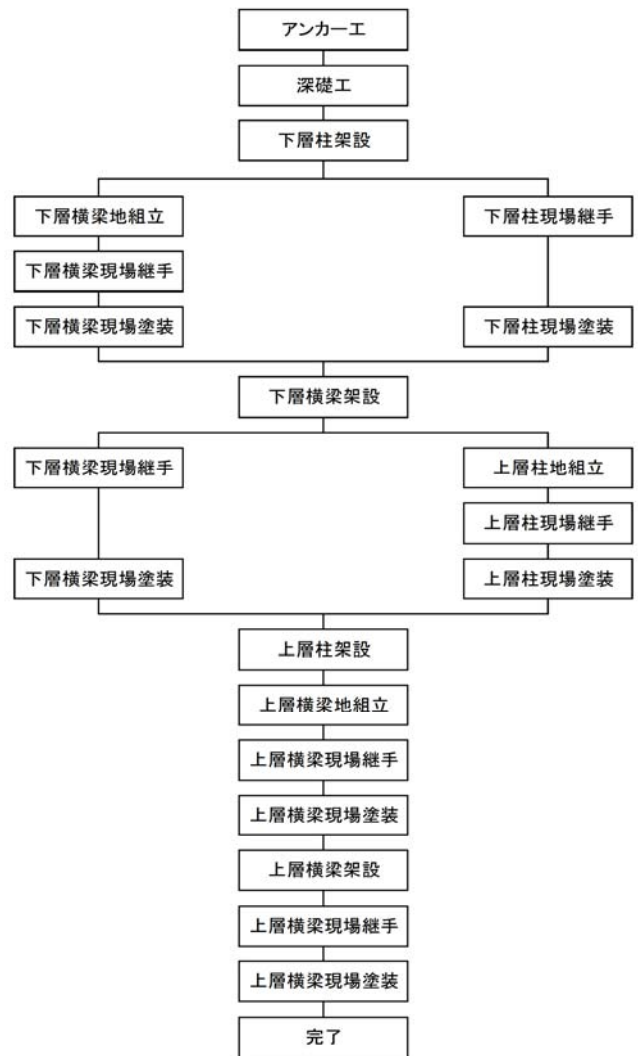 アンカー工
深礎工
下層柱架設
下層横梁地組立
下層横梁現場継手
下層横梁現場塗装
下層柱現場継手
下層柱現場塗装
下層横梁架設
下層横梁現場継手
下層横梁現場塗装
上層柱地組立
上層柱現場継手
上層柱現場塗装
上層柱架設
上層横梁地組立
上層横梁現場継手
上層横梁現場塗装
上層横梁架設
上層横梁現場継手
上層横梁現場塗装
完了